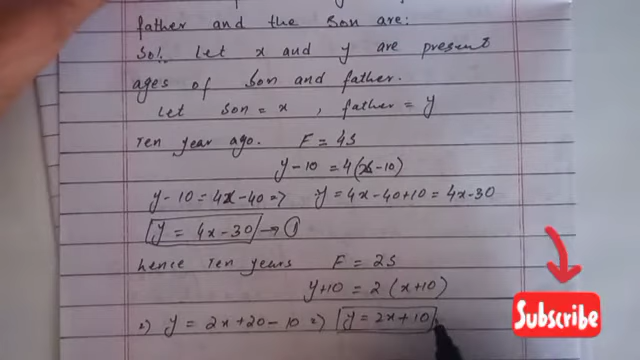 father and the son are:
Sol. Let x and y are present
ages of son and father.
Let son = x , father = y
Ten year ago. F = 4S
y-10 = 4(x-10)
y-10 = 4x-40 => y = 4x-40+10 = 4x-30
y = 4x-30 → ①
hence Ten years F = 2S
y+10 = 2(x+10)
=) y = 2x+20-10 =) y = 2x+10
Subscribe